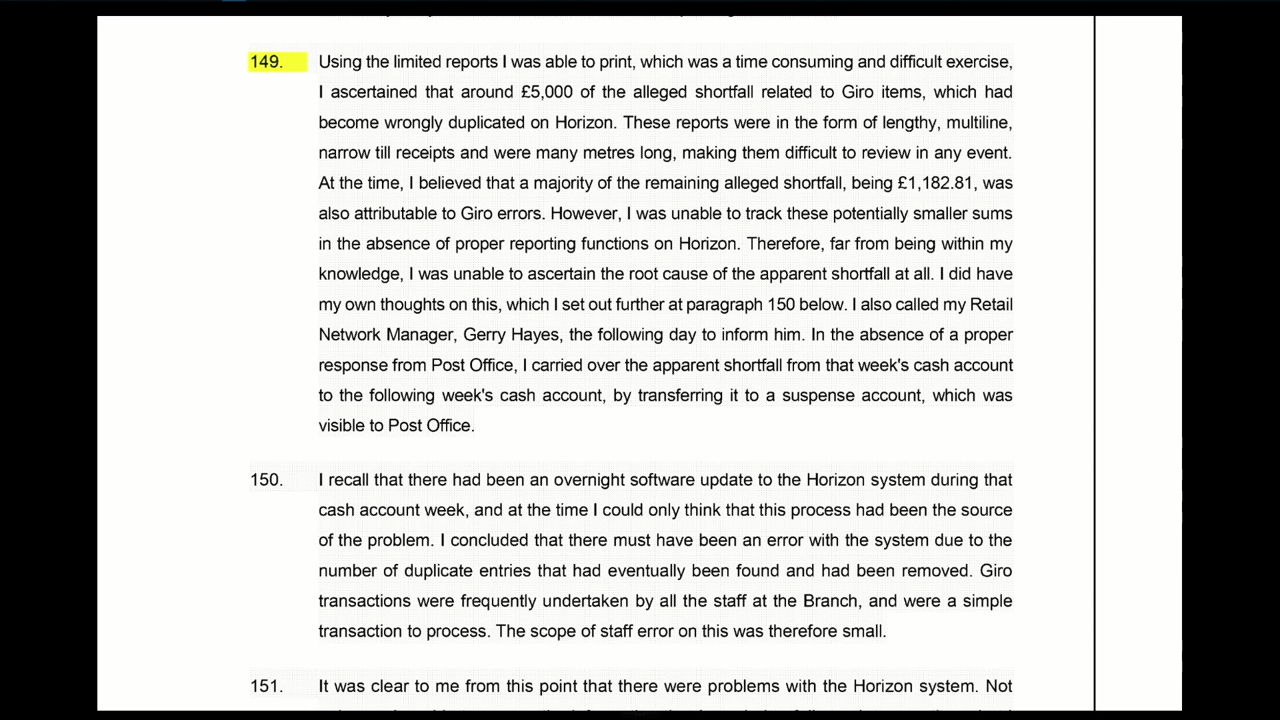 149. Using the limited reports I was able to print, which was a time consuming and difficult exercise,
I ascertained that around £5,000 of the alleged shortfall related to Giro items, which had
become wrongly duplicated on Horizon. These reports were in the form of lengthy, multiline,
narrow till receipts and were many metres long, making them difficult to review in any event.
At the time, I believed that a majority of the remaining alleged shortfall, being £1,182.81, was
also attributable to Giro errors. However, I was unable to track these potentially smaller sums
in the absence of proper reporting functions on Horizon. Therefore, far from being within my
knowledge, I was unable to ascertain the root cause of the apparent shortfall at all. I did have
my own thoughts on this, which I set out further at paragraph 150 below. I also called my Retail
Network Manager, Gerry Hayes, the following day to inform him. In the absence of a proper
response from Post Office, I carried over the apparent shortfall from that week's cash account
to the following week's cash account, by transferring it to a suspense account, which was
visible to Post Office.
150. I recall that there had been an overnight software update to the Horizon system during that
cash account week, and at the time I could only think that this process had been the source
of the problem. I concluded that there must have been an error with the system due to the
number of duplicate entries that had eventually been found and had been removed. Giro
transactions were frequently undertaken by all the staff at the Branch, and were a simple
transaction to process. The scope of staff error on this was therefore small.
151. It was clear to me from this point that there were problems with the Horizon system. Not